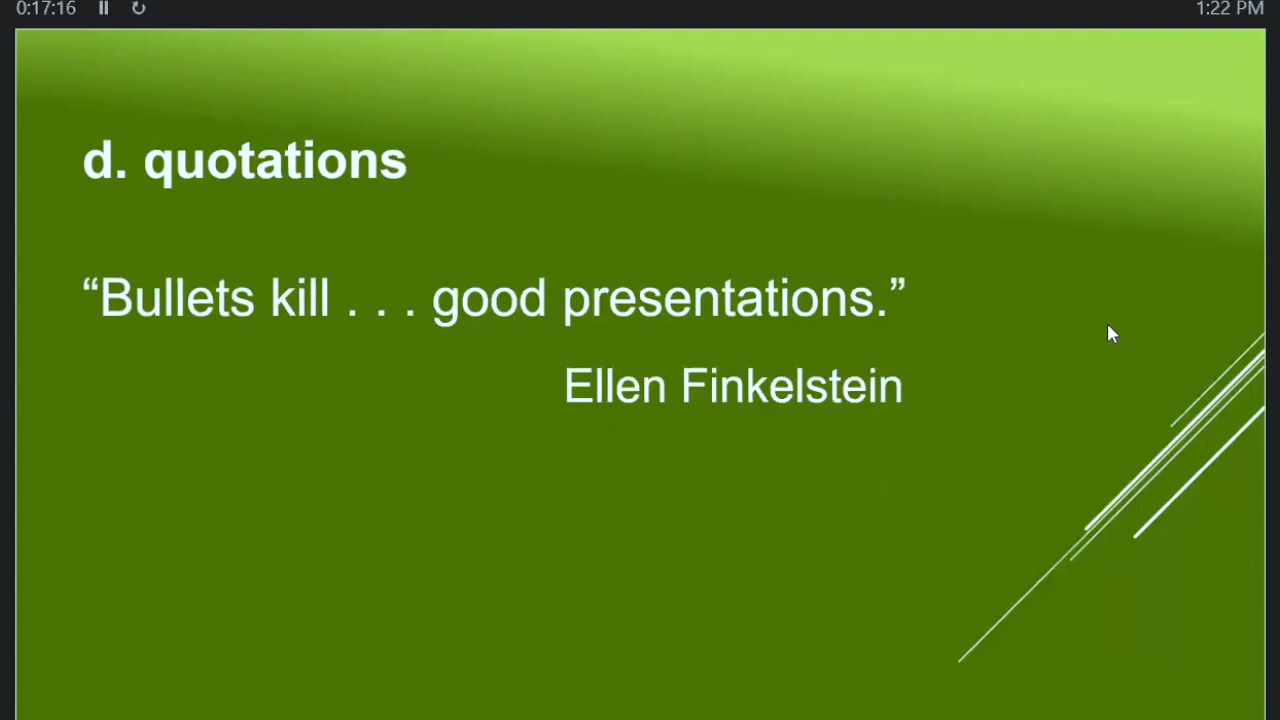 0:17:16
1:22 PM
d. quotations
“Bullets kill . . . good presentations.”
Ellen Finkelstein